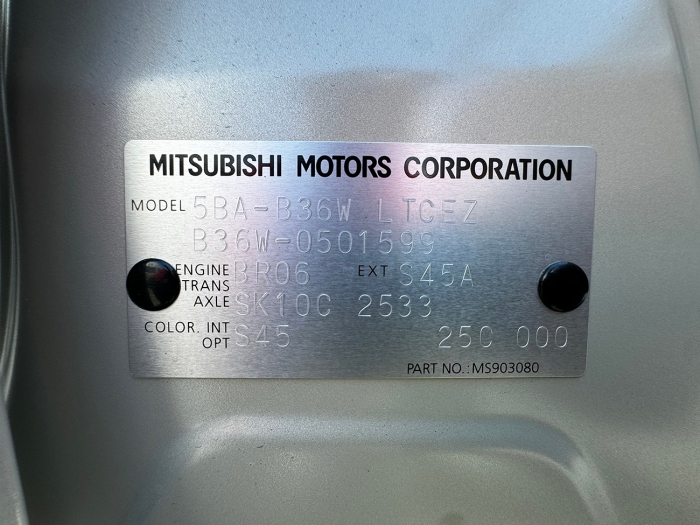 MITSUBISHI MOTORS CORPORATION
MODEL 5BA-B36W LTCEZ
B36W-0501599
ENGINE BR06 EXT S45A
TRANS
AXLE SK10C 2533
COLOR. INT
OPT S45 25C 000
PART NO.: MS903080